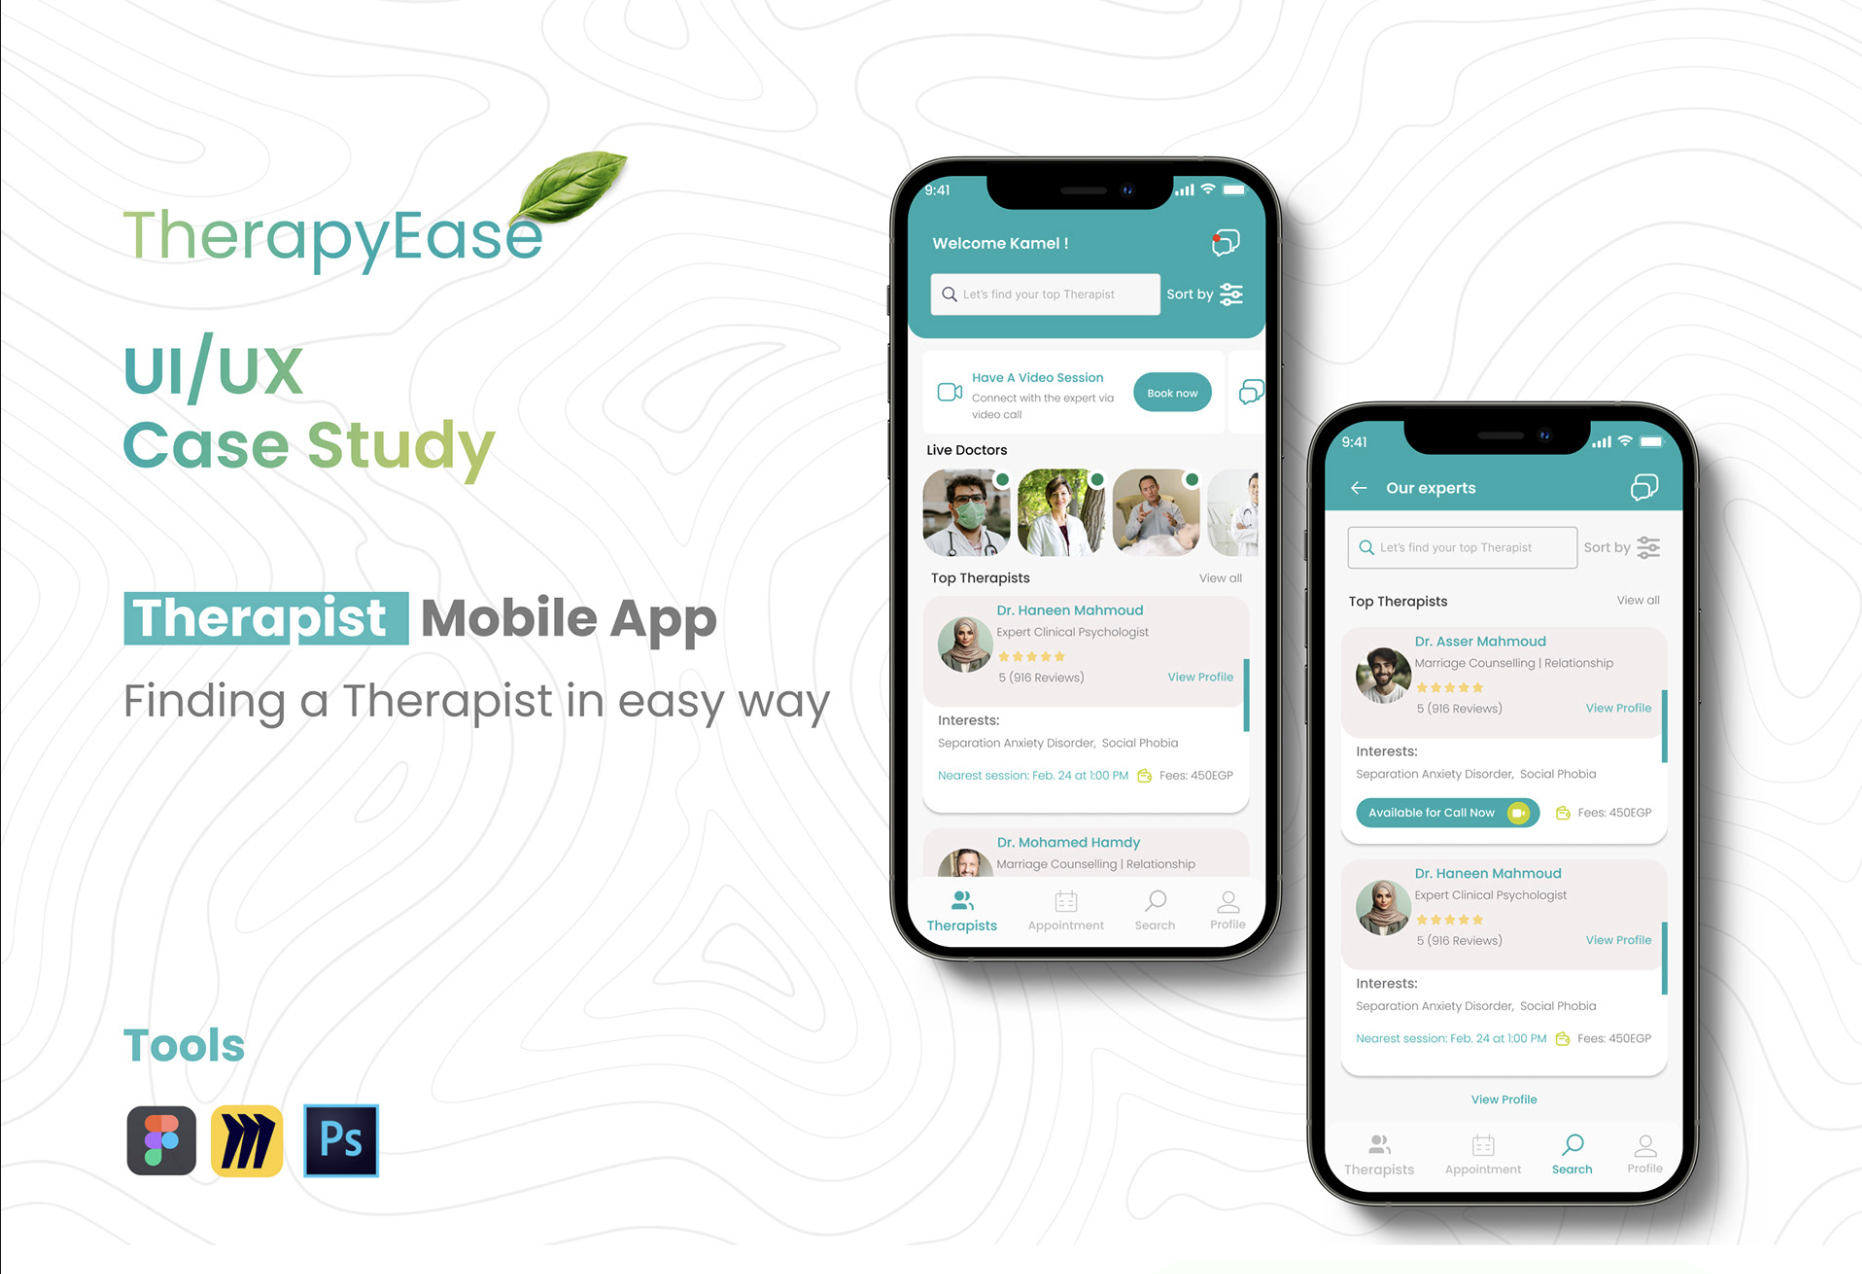 TherapyEase
UI/UX
Case Study
Therapist Mobile App
Finding a Therapist in easy way
Tools
Ps
9:41
Welcome Kamel !
Let's find your top Therapist
Sort by
Have A Video Session
Connect with the expert via
video call
Book now
Live Doctors
Top Therapists
View all
Dr. Haneen Mahmoud
Expert Clinical Psychologist
5 (916 Reviews)
View Profile
Interests:
Separation Anxiety Disorder, Social Phobia
Nearest session: Feb. 24 at 1:00 PM
Fees: 450EGP
Dr. Mohamed Hamdy
Marriage Counselling | Relationship
Therapists
Appointment
Search
Profile
9:41
Our experts
Let's find your top Therapist
Sort by
Top Therapists
View all
Dr. Asser Mahmoud
Marriage Counselling | Relationship
5 (916 Reviews)
View Profile
Interests:
Separation Anxiety Disorder, Social Phobia
Available for Call Now
Fees: 450EGP
Dr. Haneen Mahmoud
Expert Clinical Psychologist
5 (916 Reviews)
View Profile
Interests:
Separation Anxiety Disorder, Social Phobia
Nearest session: Feb. 24 at 1:00 PM
Fees: 450EGP
View Profile
Therapists
Appointment
Search
Profile